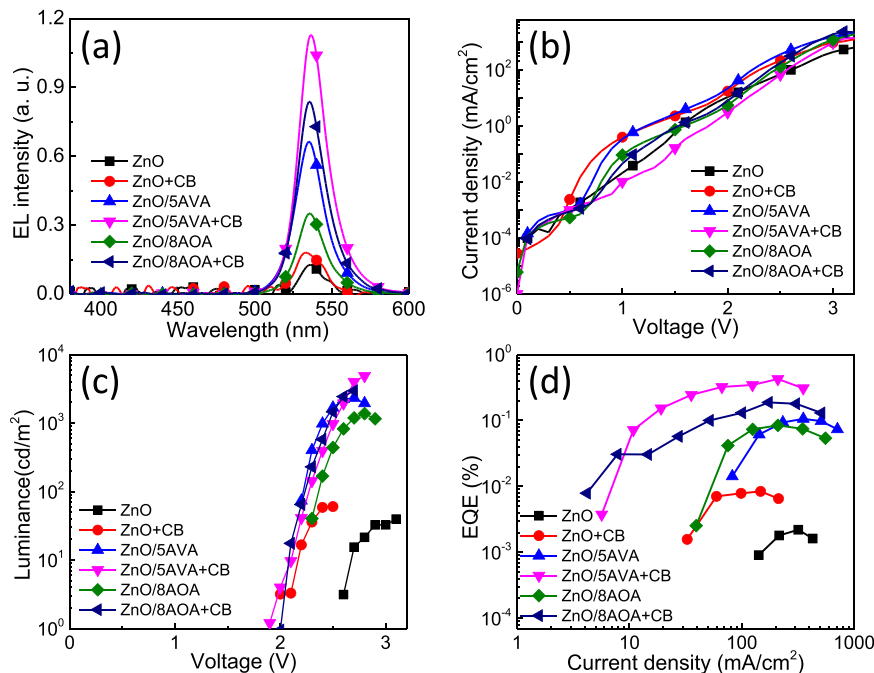 (a)
EL intensity (a. u.)
1.2
0.9
0.6
0.3
0.0
ZnO
ZnO+CB
ZnO/5AVA
ZnO/5AVA+CB
ZnO/8AOA
ZnO/8AOA+CB
400 440 480 520 560 600
Wavelength (nm)
(b)
Current density (mA/cm²)
10²
10⁰
10⁻²
10⁻⁴
10⁻⁶
ZnO
ZnO+CB
ZnO/5AVA
ZnO/5AVA+CB
ZnO/8AOA
ZnO/8AOA+CB
0 1 2 3
Voltage (V)
(c)
Luminance(cd/m²)
10⁴
10³
10²
10¹
10⁰
ZnO
ZnO+CB
ZnO/5AVA
ZnO/5AVA+CB
ZnO/8AOA
ZnO/8AOA+CB
0 1 2 3
Voltage (V)
(d)
EQE (%)
10⁰
10⁻¹
10⁻²
10⁻³
10⁻⁴
ZnO
ZnO+CB
ZnO/5AVA
ZnO/5AVA+CB
ZnO/8AOA
ZnO/8AOA+CB
1 10 100 1000
Current density (mA/cm²)